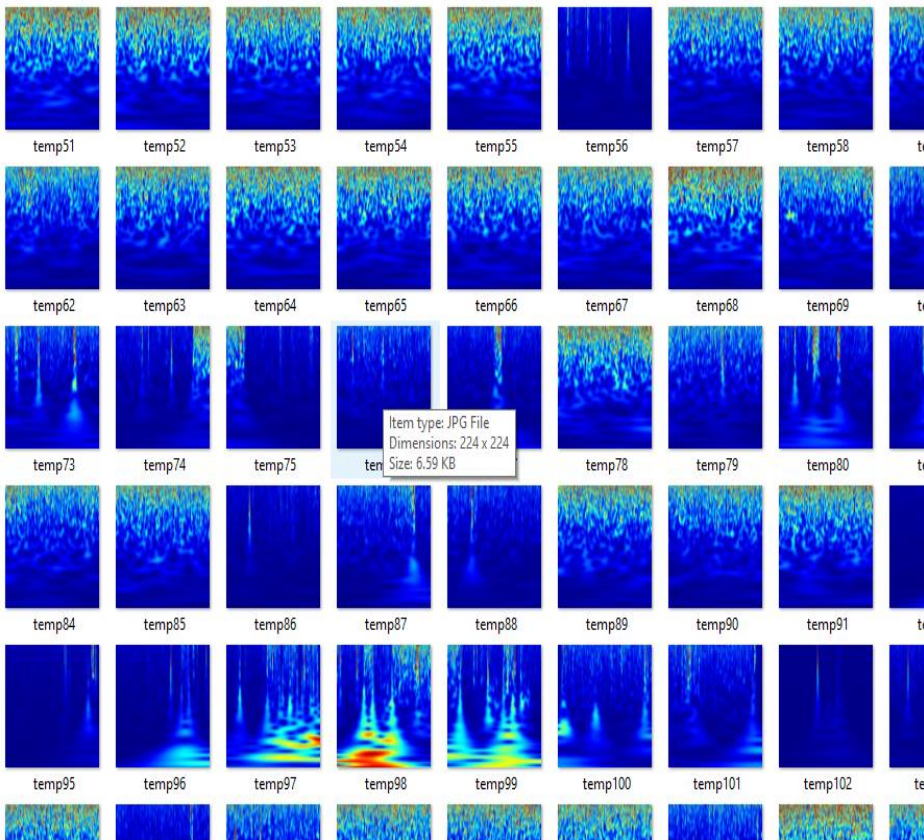 temp51 temp52 temp53 temp54 temp55 temp56 temp57 temp58
temp62 temp63 temp64 temp65 temp66 temp67 temp68 temp69
temp73 temp74 temp75 tem temp78 temp79 temp80
Item type: JPG File
Dimensions: 224 x 224
Size: 6.59 KB
temp84 temp85 temp86 temp87 temp88 temp89 temp90 temp91
temp95 temp96 temp97 temp98 temp99 temp100 temp101 temp102